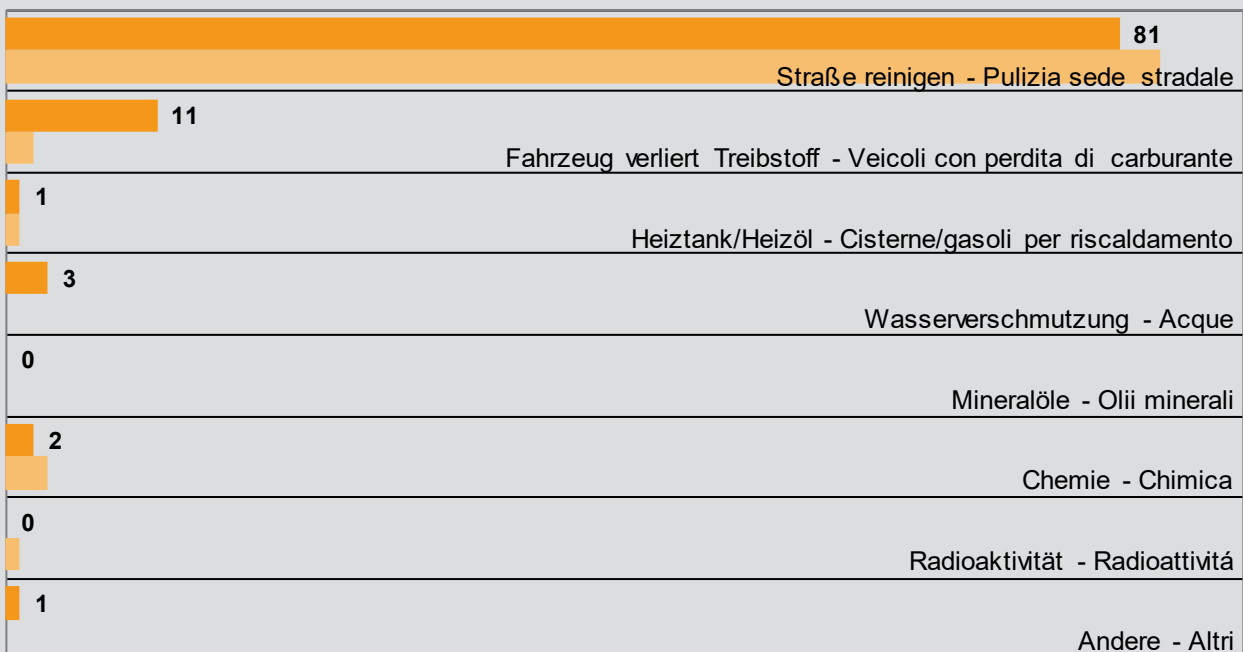 81
Straße reinigen - Pulizia sede stradale
11
Fahrzeug verliert Treibstoff - Veicoli con perdita di carburante
1
Heiztank/Heizöl - Cisterne/gasoli per riscaldamento
3
Wasserverschmutzung - Acque
0
Mineralöle - Olii minerali
2
Chemie - Chimica
0
Radioaktivität - Radioattivitá
1
Andere - Altri